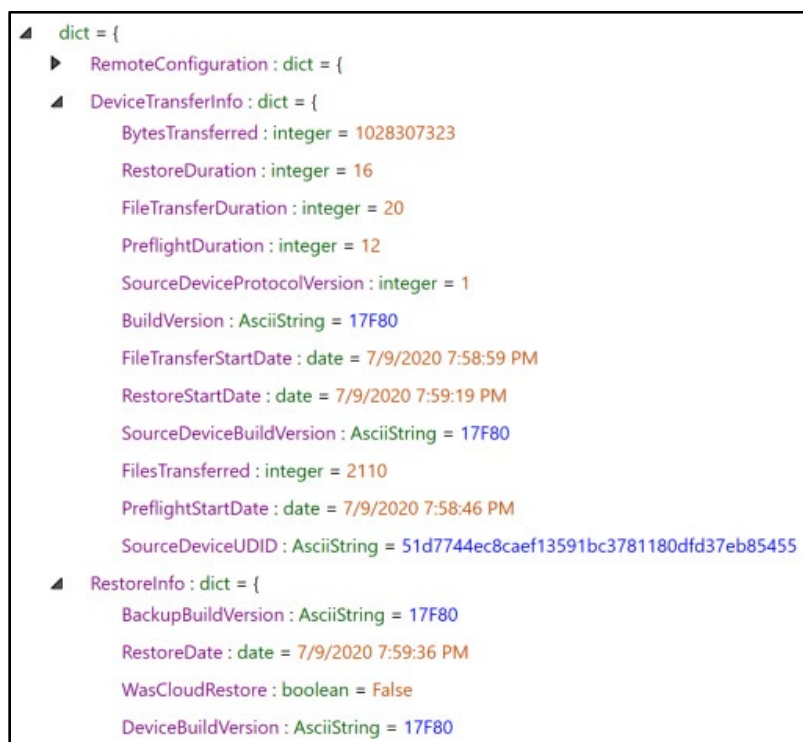 dict = {
RemoteConfiguration : dict = {
DeviceTransferInfo : dict = {
BytesTransferred : integer = 1028307323
RestoreDuration : integer = 16
FileTransferDuration : integer = 20
PreflightDuration : integer = 12
SourceDeviceProtocolVersion : integer = 1
BuildVersion : AsciiString = 17F80
FileTransferStartDate : date = 7/9/2020 7:58:59 PM
RestoreStartDate : date = 7/9/2020 7:59:19 PM
SourceDeviceBuildVersion : AsciiString = 17F80
FilesTransferred : integer = 2110
PreflightStartDate : date = 7/9/2020 7:58:46 PM
SourceDeviceUDID : AsciiString = 51d7744ec8caef13591bc3781180dfd37eb85455
RestoreInfo : dict = {
BackupBuildVersion : AsciiString = 17F80
RestoreDate : date = 7/9/2020 7:59:36 PM
WasCloudRestore : boolean = False
DeviceBuildVersion : AsciiString = 17F80